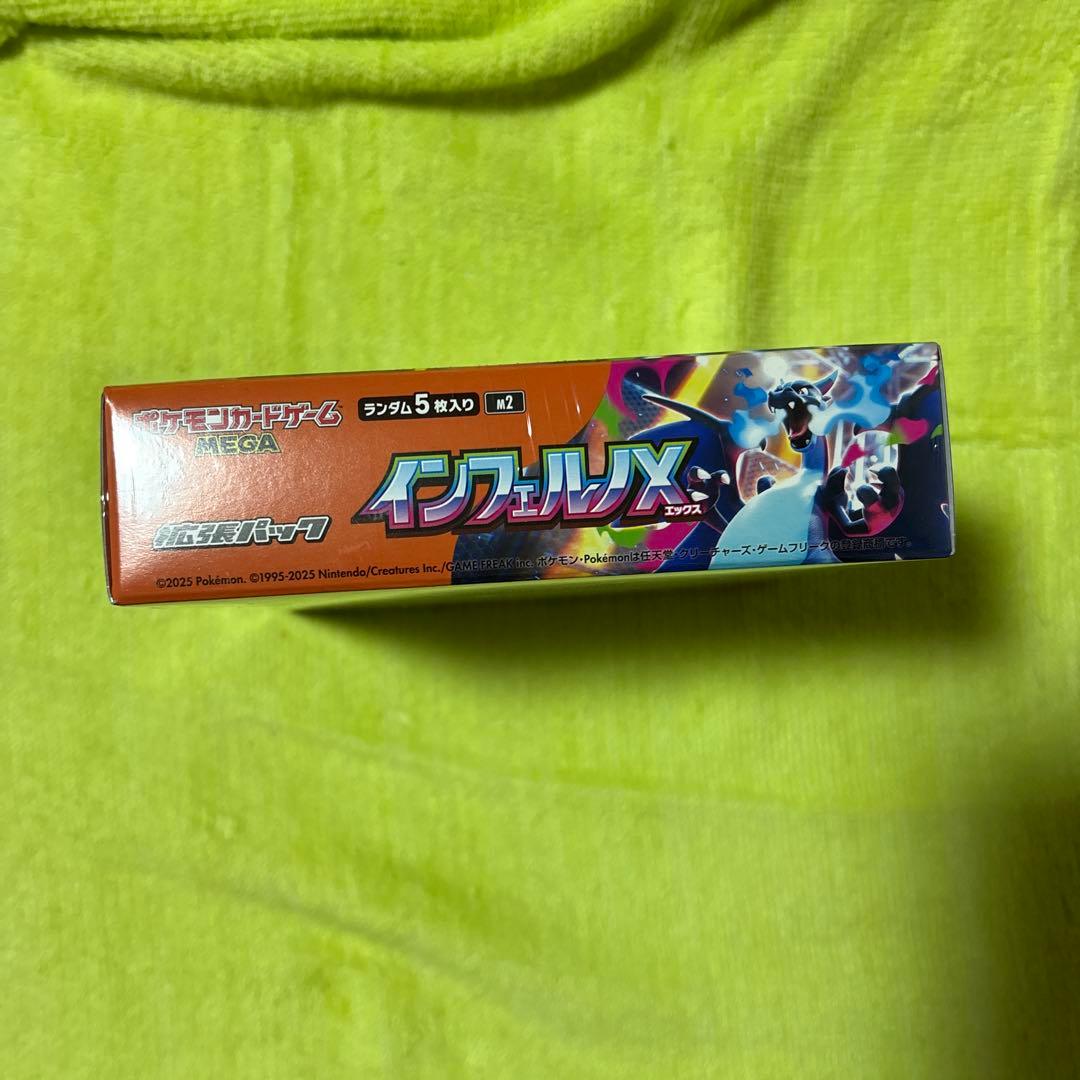 ポケモンカードゲーム
MEGA
ランダム5枚入り
M2
インフェルノX
エックス
拡張パック
©2025 Pokémon. ©1995-2025 Nintendo/Creatures Inc./GAME FREAK inc. ポケモン・Pokémonは任天堂・クリーチャーズ・ゲームフリークの登録商標です。